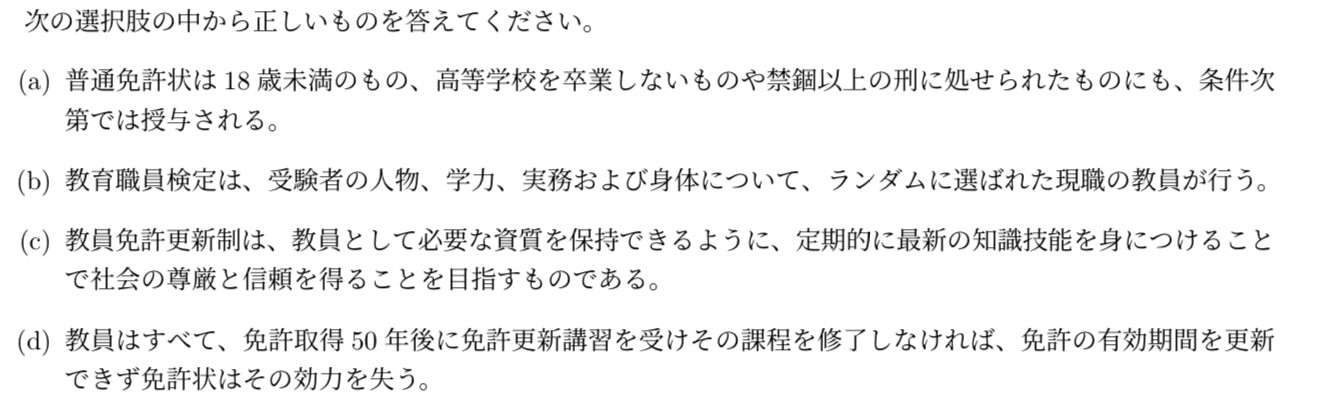 次の選択肢の中から正しいものを答えてください。
(a) 普通免許状は 18 歳未満のもの、高等学校を卒業しないものや禁錮以上の刑に処せられたものにも、条件次
第では授与される。
(b) 教育職員検定は、受験者の人物、学力、実務および身体について、ランダムに選ばれた現職の教員が行う。
(c) 教員免許更新制は、教員として必要な資質を保持できるように、定期的に最新の知識技能を身につけること
で社会の尊厳と信頼を得ることを目指すものである。
(d) 教員はすべて、免許取得 50 年後に免許更新講習を受けその課程を修了しなければ、免許の有効期間を更新
できず免許状はその効力を失う。